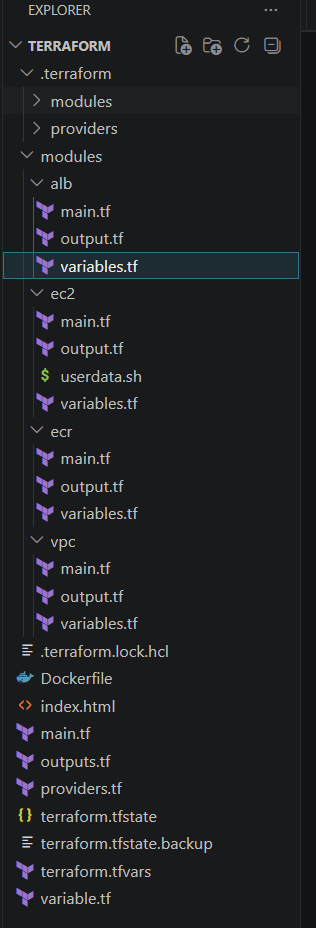 EXPLORER
TERRAFORM
.terraform
modules
providers
modules
alb
main.tf
output.tf
variables.tf
ec2
main.tf
output.tf
$ userdata.sh
variables.tf
ecr
main.tf
output.tf
variables.tf
vpc
main.tf
output.tf
variables.tf
.terraform.lock.hcl
Dockerfile
index.html
main.tf
outputs.tf
providers.tf
terraform.tfstate
terraform.tfstate.backup
terraform.tfvars
variable.tf